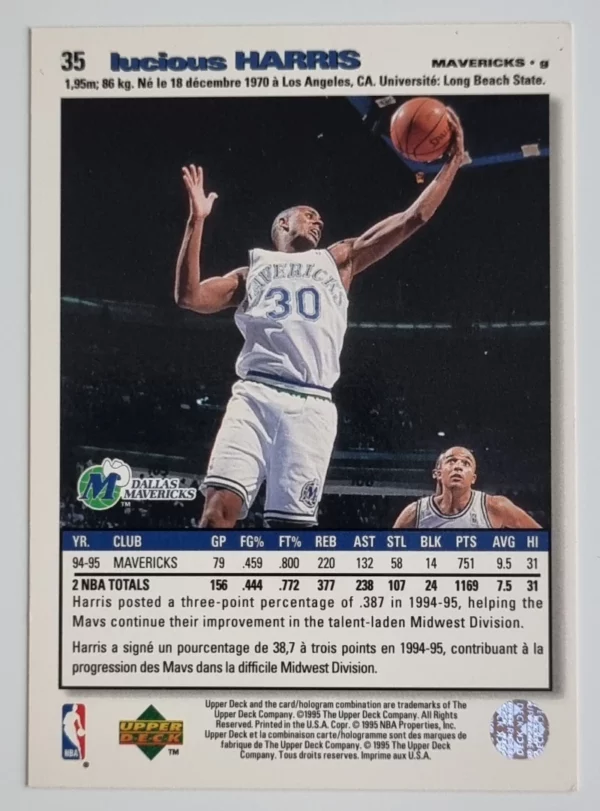 35 lucious HARRIS MAVERICKS • g
1,95m; 86 kg. Né le 18 décembre 1970 à Los Angeles, CA. Université: Long Beach State.
MAVERICKS
30
M DALLAS
MAVERICKS™
YR. CLUB GP FG% FT% REB AST STL BLK PTS AVG HI
94-95 MAVERICKS 79 .459 .800 220 132 58 14 751 9.5 31
2 NBA TOTALS 156 .444 .772 377 238 107 24 1169 7.5 31
Harris posted a three-point percentage of .387 in 1994-95, helping the
Mavs continue their improvement in the talent-laden Midwest Division.
Harris a signé un pourcentage de 38,7 à trois points en 1994-95, contribuant à la
progression des Mavs dans la difficile Midwest Division.
Upper Deck and the card/hologram combination are trademarks of The
Upper Deck Company. ©1995 The Upper Deck Company. All Rights
Reserved. Printed in the U.S.A. Copr. © 1995 NBA Properties, Inc.
Upper Deck et la combinaison carte/hologramme sont des marques de
fabrique de The Upper Deck Company. © 1995 The Upper Deck
Company. Tous droits reserves. Imprime aux U.S.A.
NBA ®
UPPER
DECK ™